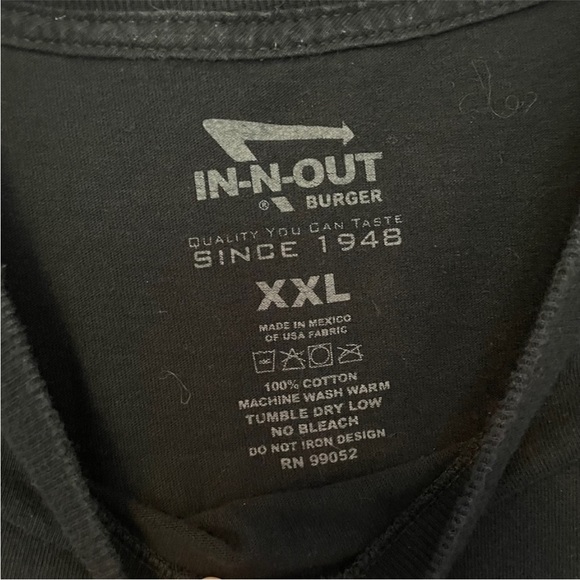 IN-N-OUT
® BURGER
QUALITY YOU CAN TASTE
SINCE 1948
XXL
MADE IN MEXICO
OF USA FABRIC
100% COTTON
MACHINE WASH WARM
TUMBLE DRY LOW
NO BLEACH
DO NOT IRON DESIGN
RN 99052